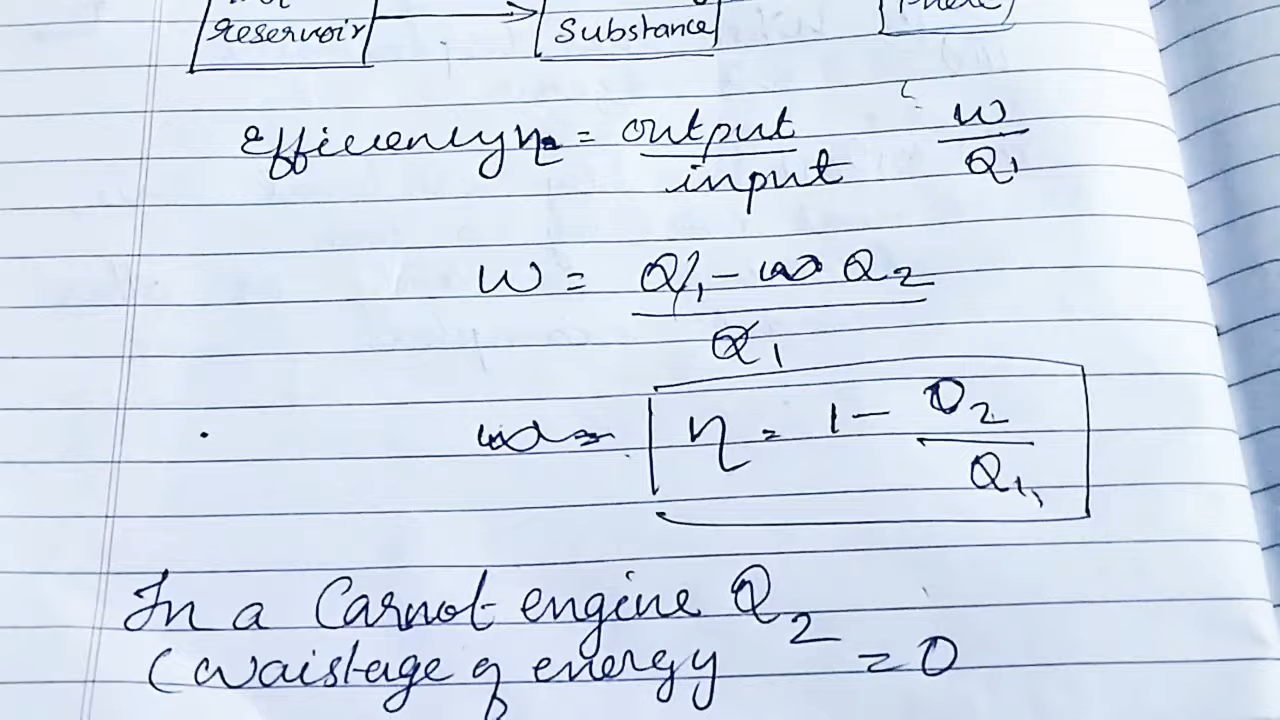 Reservoir Substance
Efficiency η = output/input W/Q1
W = Q1 - Q2/Q1
η = 1 - Q2/Q1
In a Carnot engine Q2
(Waistage of energy = 0